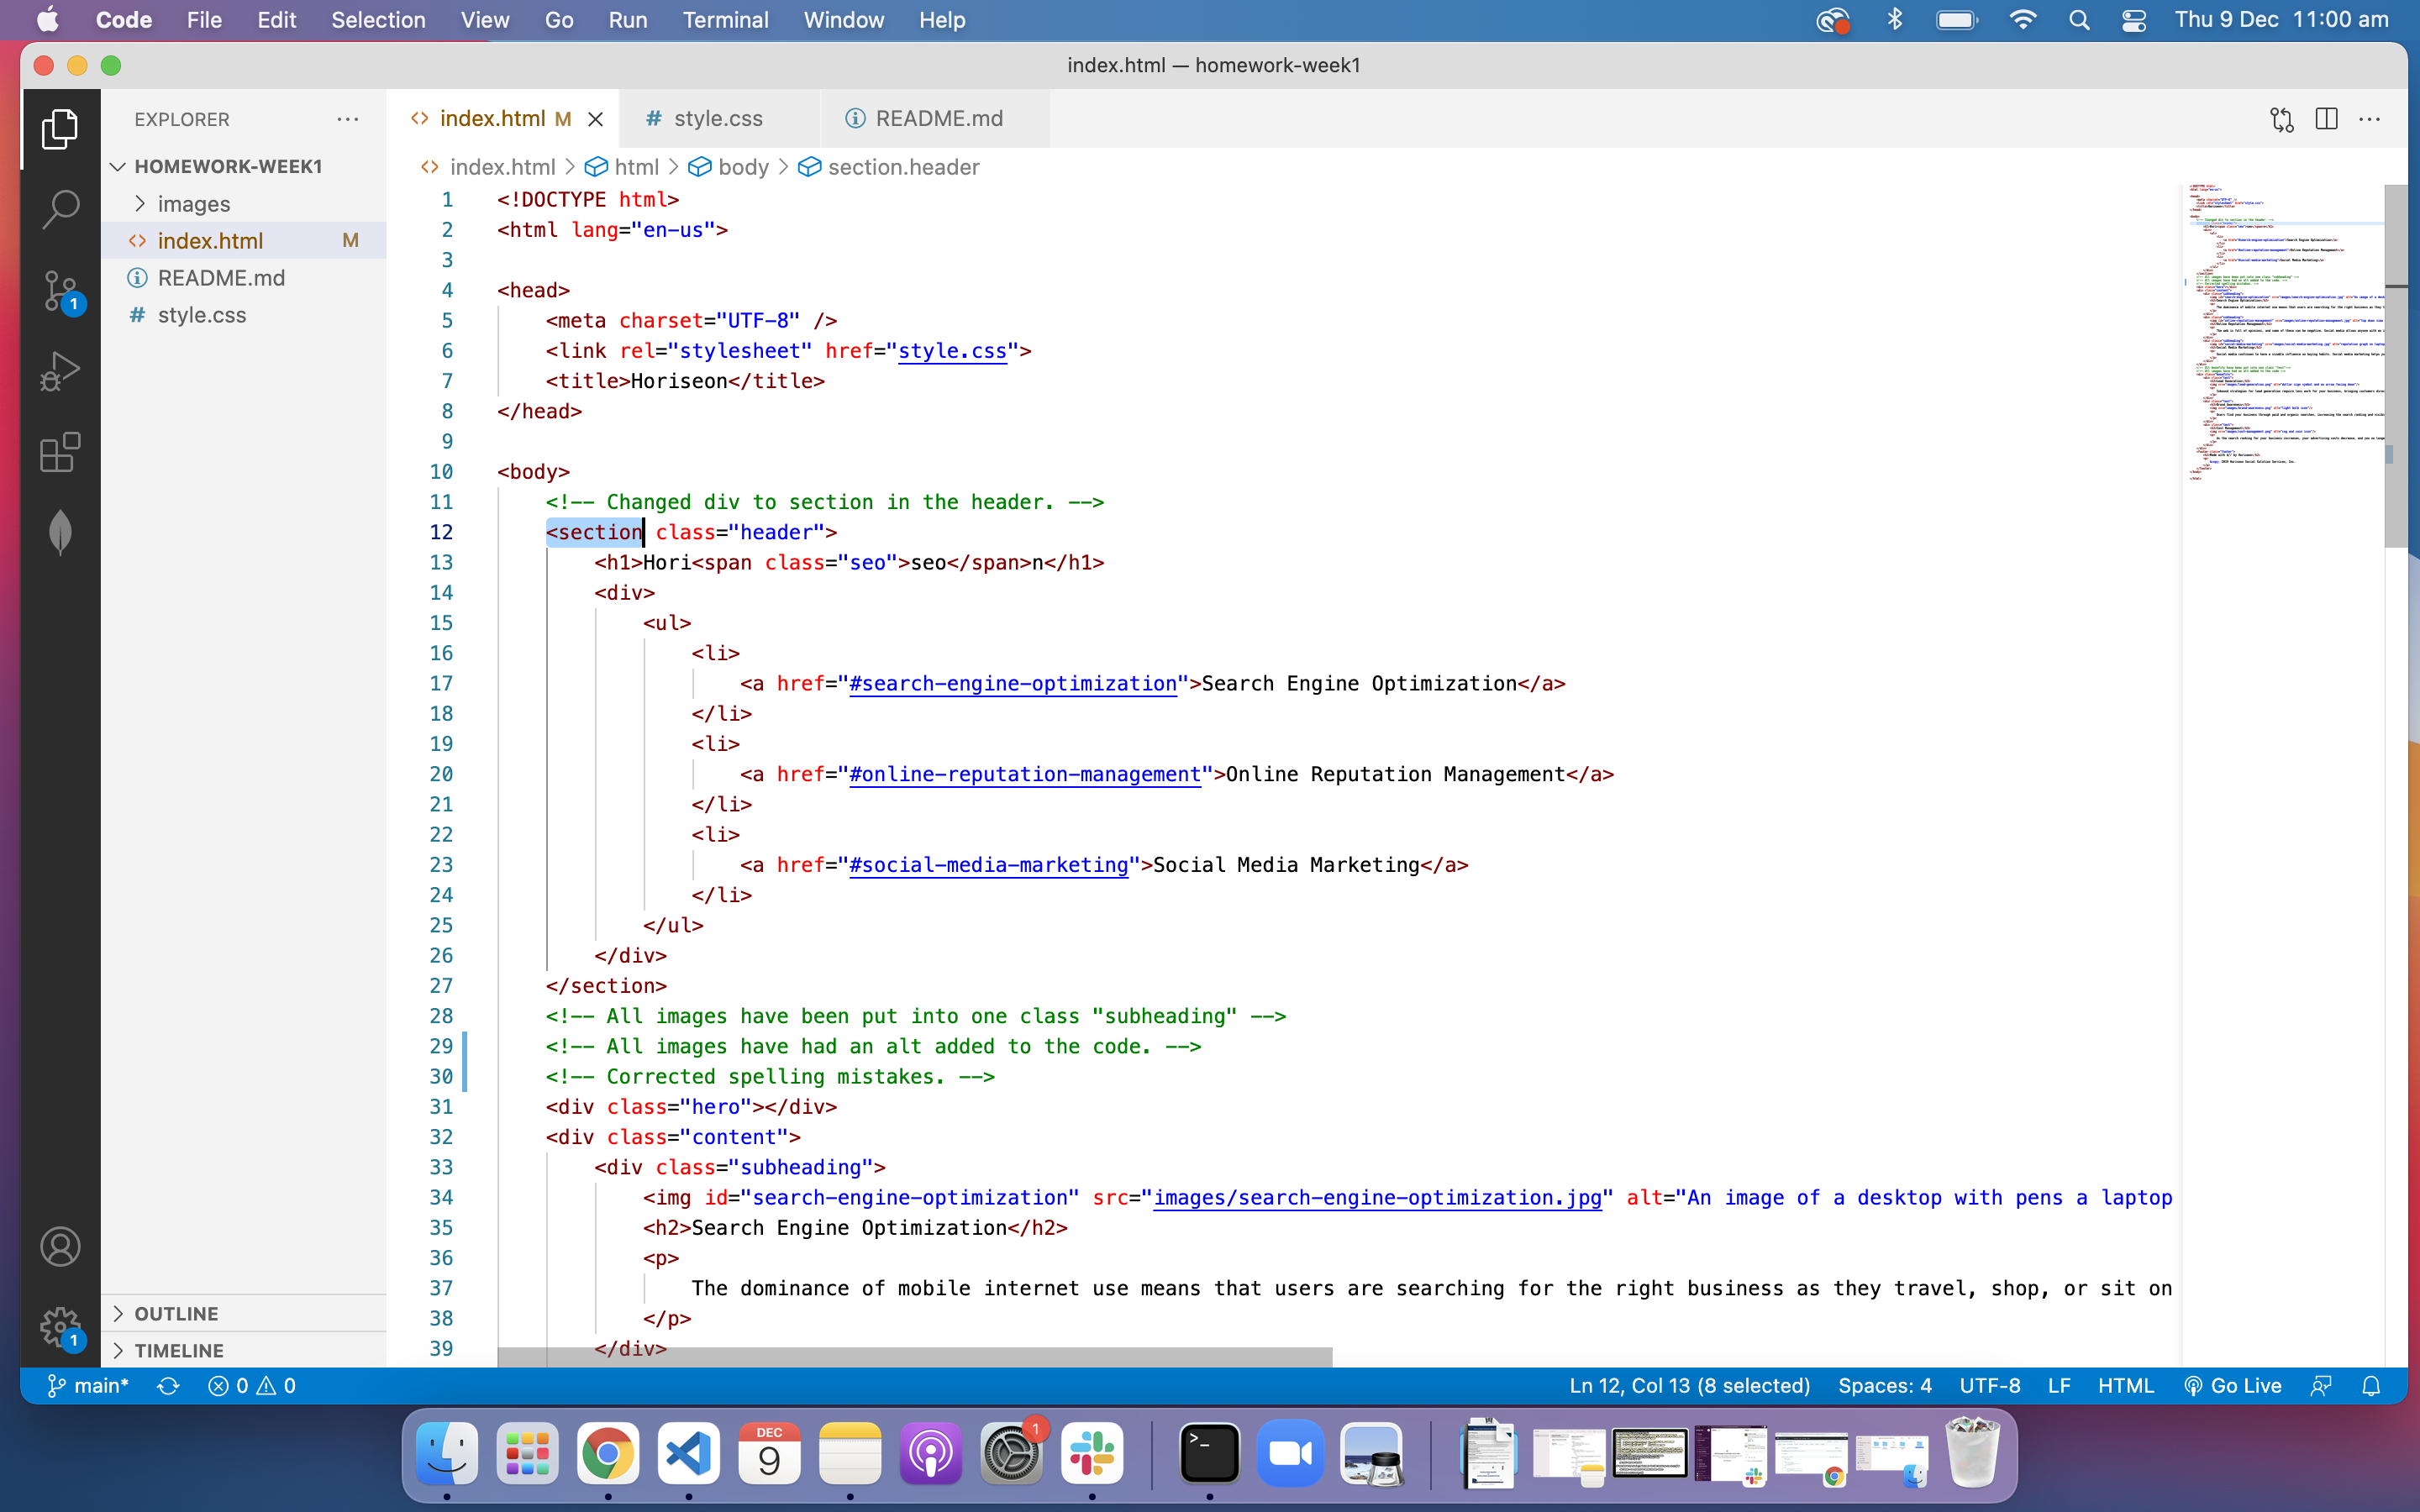 Code File Edit Selection View Go Run Terminal Window Help Thu 9 Dec 11:00 am
index.html — homework-week1
EXPLORER
index.html M
style.css
README.md
HOMEWORK-WEEK1
images
index.html M
README.md
style.css
index.html > html > body > section.header
1 <!DOCTYPE html>
2 <html lang="en-us">
3
4 <head>
5 <meta charset="UTF-8" />
6 <link rel="stylesheet" href="style.css">
7 <title>Horiseon</title>
8 </head>
9
10 <body>
11 <!-- Changed div to section in the header. -->
12 <section class="header">
13 <h1>Hori<span class="seo">seo</span>n</h1>
14 <div>
15 <ul>
16 <li>
17 <a href="#search-engine-optimization">Search Engine Optimization</a>
18 </li>
19 <li>
20 <a href="#online-reputation-management">Online Reputation Management</a>
21 </li>
22 <li>
23 <a href="#social-media-marketing">Social Media Marketing</a>
24 </li>
25 </ul>
26 </div>
27 </section>
28 <!-- All images have been put into one class "subheading" -->
29 <!-- All images have had an alt added to the code. -->
30 <!-- Corrected spelling mistakes. -->
31 <div class="hero"></div>
32 <div class="content">
33 <div class="subheading">
34 <img id="search-engine-optimization" src="images/search-engine-optimization.jpg" alt="An image of a desktop with pens a laptop
35 <h2>Search Engine Optimization</h2>
36 <p>
37 The dominance of mobile internet use means that users are searching for the right business as they travel, shop, or sit on
38 </p>
39 </div>
1
1
OUTLINE
TIMELINE
main* 0 0 Ln 12, Col 13 (8 selected) Spaces: 4 UTF-8 LF HTML Go Live
DEC
9
1
>_